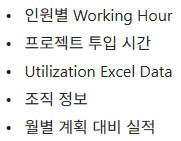 • 인원별 Working Hour
• 프로젝트 투입 시간
• Utilization Excel Data
• 조직 정보
• 월별 계획 대비 실적